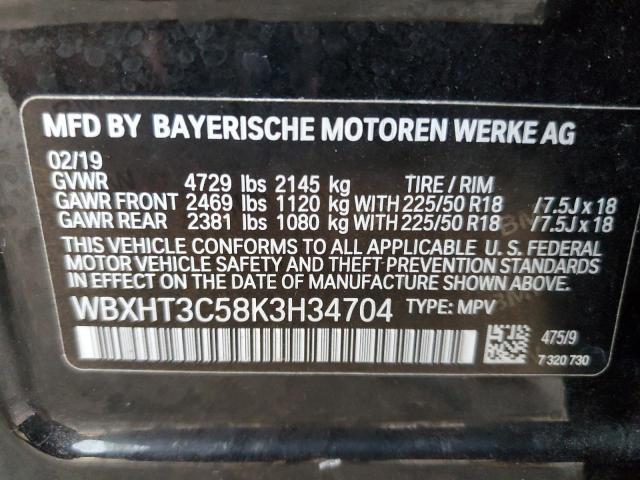 MFD BY BAYERISCHE MOTOREN WERKE AG
02/19
GVWR 4729 lbs 2145 kg TIRE / RIM
GAWR FRONT 2469 lbs 1120 kg WITH 225/50 R18 /7.5J x 18
GAWR REAR 2381 lbs 1080 kg WITH 225/50 R18 /7.5J x 18
THIS VEHICLE CONFORMS TO ALL APPLICABLE U. S. FEDERAL
MOTOR VEHICLE SAFETY AND THEFT PREVENTION STANDARDS
IN EFFECT ON THE DATE OF MANUFACTURE SHOWN ABOVE.
WBXHT3C58K3H34704 TYPE: MPV
475/9
7 320 730